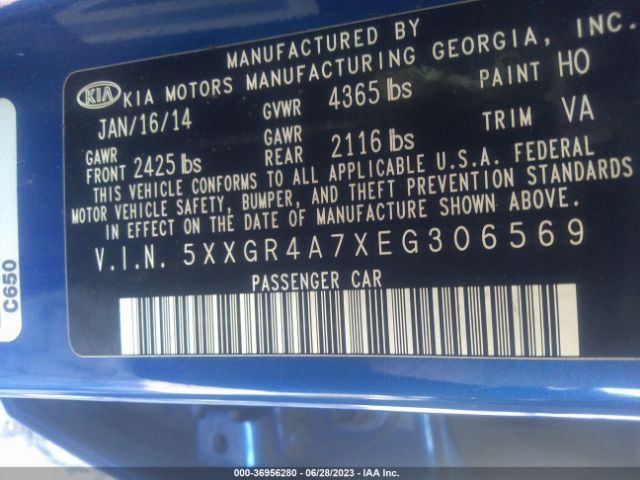 MANUFACTURED BY
KIA KIA MOTORS MANUFACTURING GEORGIA, INC.
JAN/16/14 GVWR 4365 lbs PAINT HO
GAWR FRONT 2425 lbs GAWR REAR 2116 lbs TRIM VA
THIS VEHICLE CONFORMS TO ALL APPLICABLE U.S.A. FEDERAL
MOTOR VEHICLE SAFETY, BUMPER, AND THEFT PREVENTION STANDARDS
IN EFFECT ON THE DATE OF MANUFACTURE SHOWN ABOVE.
V.I.N. 5XXGR4A7XEG306569
PASSENGER CAR
C650
000-36956280 - 06/28/2023 - IAA Inc.